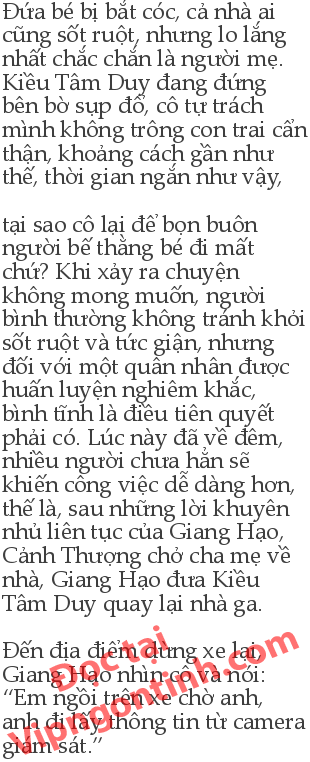 Đứa bé bị bắt cóc, cả nhà ai
cũng sốt ruột, nhưng lo lắng
nhất chắc chắn là người mẹ.
Kiều Tâm Duy đang đứng
bên bờ sụp đổ, cô tự trách
mình không trông con trai cẩn
thận, khoảng cách gần như
thế, thời gian ngắn như vậy,
tại sao cô lại để bọn buôn
người bế thằng bé đi mất
chứ? Khi xảy ra chuyện
không mong muốn, người
bình thường không tránh khỏi
sốt ruột và tức giận, nhưng
đối với một quân nhân được
huấn luyện nghiêm khắc,
bình tĩnh là điều tiên quyết
phải có. Lúc này đã về đêm,
nhiều người chưa hẳn sẽ
khiến công việc dễ dàng hơn,
thế là, sau những lời khuyên
nhủ liên tục của Giang Hạo,
Cảnh Thượng chở cha mẹ về
nhà, Giang Hạo đưa Kiều
Tâm Duy quay lại nhà ga.
Đến địa điểm dừng xe lại,
Giang Hạo nhìn cô và nói:
“Em ngồi trên xe chờ anh,
anh đi lấy thông tin từ camera
giám sát.”
Đọc tại
Vipngontinh.com